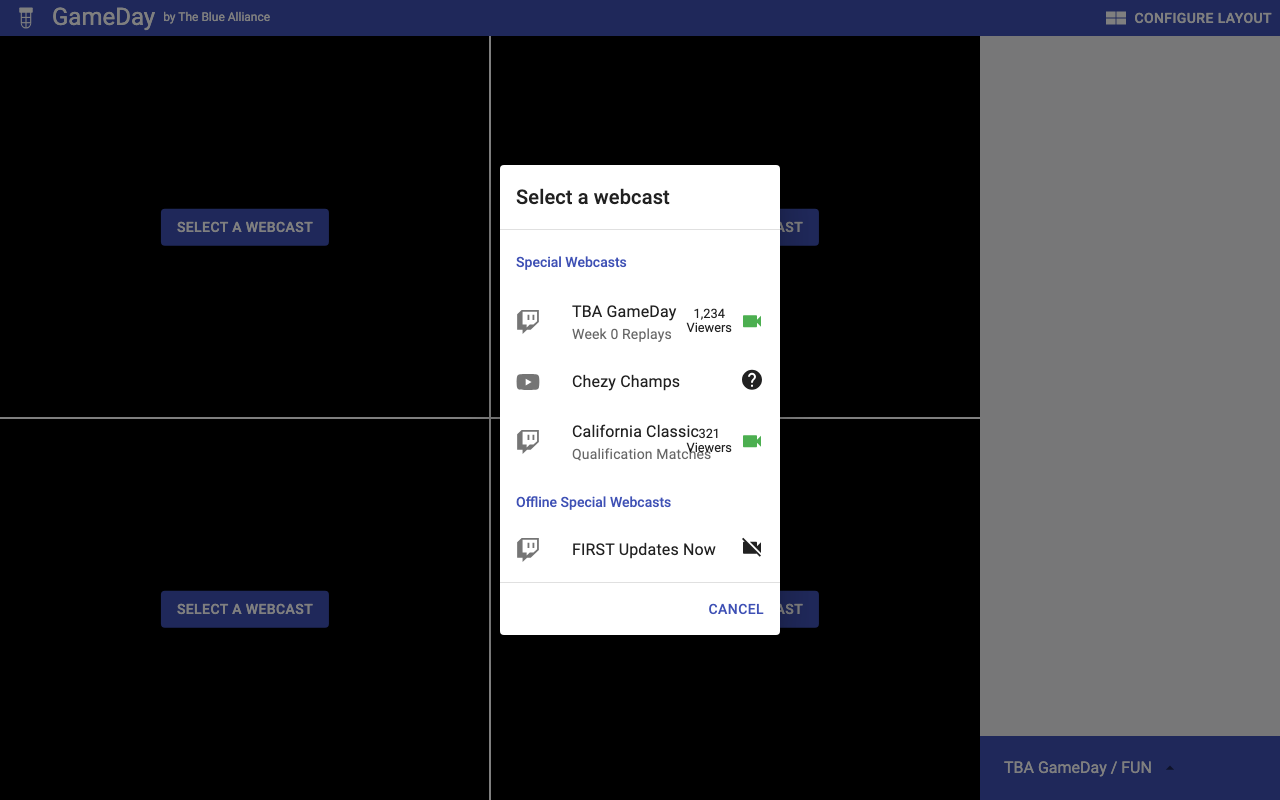 GameDay by The Blue Alliance
CONFIGURE LAYOUT
SELECT A WEBCAST
AST
Select a webcast
Special Webcasts
TBA GameDay
Week 0 Replays
1,234
Viewers
Chezy Champs
California Classic
Qualification Matches
321
Viewers
Offline Special Webcasts
FIRST Updates Now
CANCEL
SELECT A WEBCAST
AST
TBA GameDay / FUN